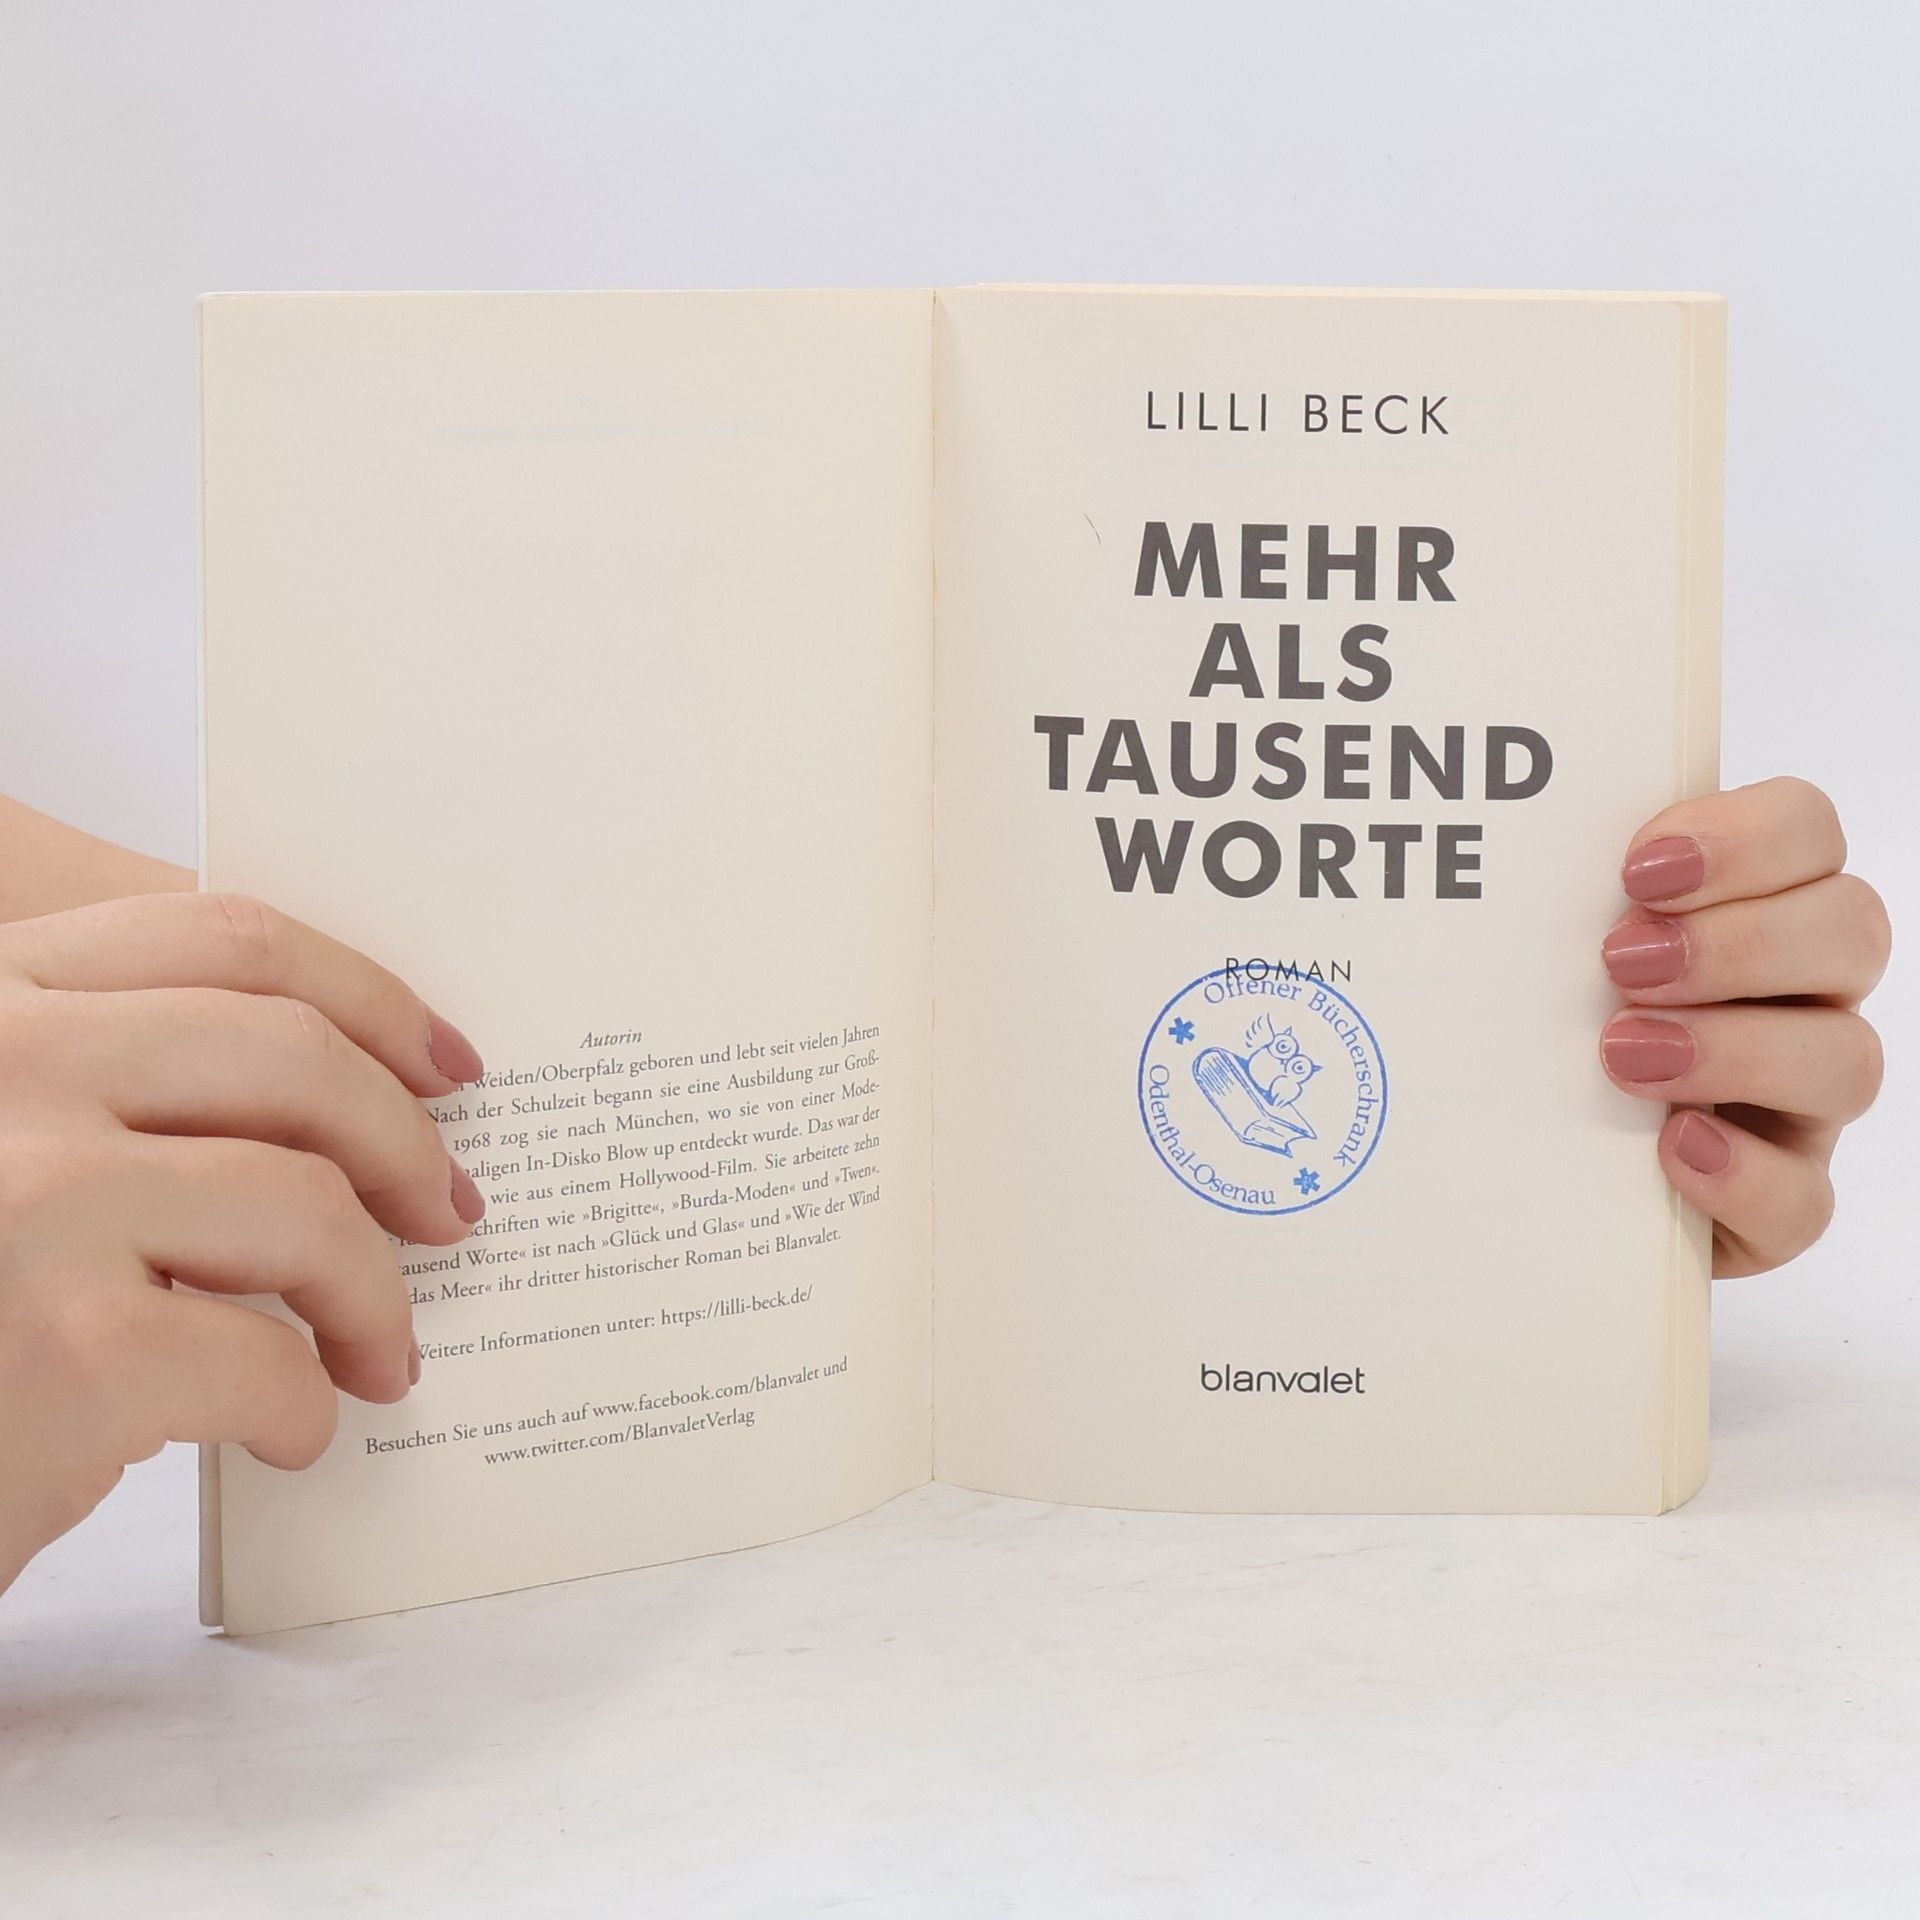 Autorin
Weiden/Oberpfalz geboren und lebt seit vielen Jahren
Nach der Schulzeit begann sie eine Ausbildung zur Groß-
1968 zog sie nach München, wo sie von einer Mode-
aligen In-Disko Blow up entdeckt wurde. Das war der
wie aus einem Hollywood-Film. Sie arbeitete zehn
schriften wie »Brigitte«, »Burda-Moden« und »Twen«.
tausend Worte« ist nach »Glück und Glas« und »Wie der Wind
das Meer« ihr dritter historischer Roman bei Blanvalet.
Weitere Informationen unter: https://lilli-beck.de/
Besuchen Sie uns auch auf www.facebook.com/blanvalet und
www.twitter.com/BlanvaletVerlag
LILLI BECK
MEHR
ALS
TAUSEND
WORTE
ROMAN
Offener Bücherschrank
Odenthal-Osenau
blanvalet